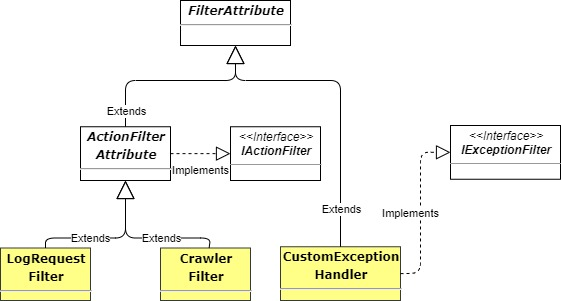 FilterAttribute
Extends
ActionFilter
Attribute
<<Interface>>
IActionFilter
<<Interface>>
IExceptionFilter
Implements
Extends
Implements
Extends
Extends
LogRequest
Filter
Crawler
Filter
CustomException
Handler